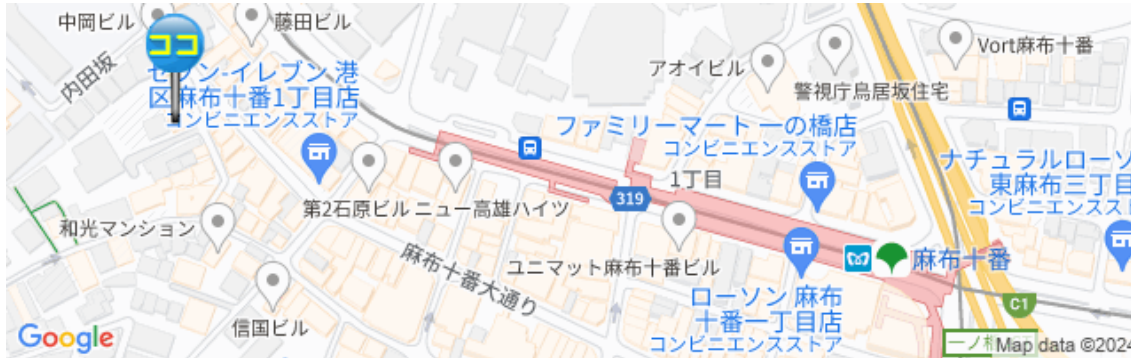 中岡ビル
藤田ビル
ココ
内田坂
セブン-イレブン 港
区麻布十番1丁目店
コンビニエンスストア
アオイビル
Vort麻布十番
警視庁鳥居坂住宅
ファミリーマート 一の橋店
コンビニエンスストア
1丁目
319
ナチュラルローソ
東麻布三丁目
コンビニエンススト
第2石原ビル
ニュー高雄ハイツ
和光マンション
麻布十番大通り
ユニマット麻布十番ビル
麻布十番
信国ビル
ローソン 麻布
十番一丁目店
コンビニエンスストア
C1
Google
Map data ©2024